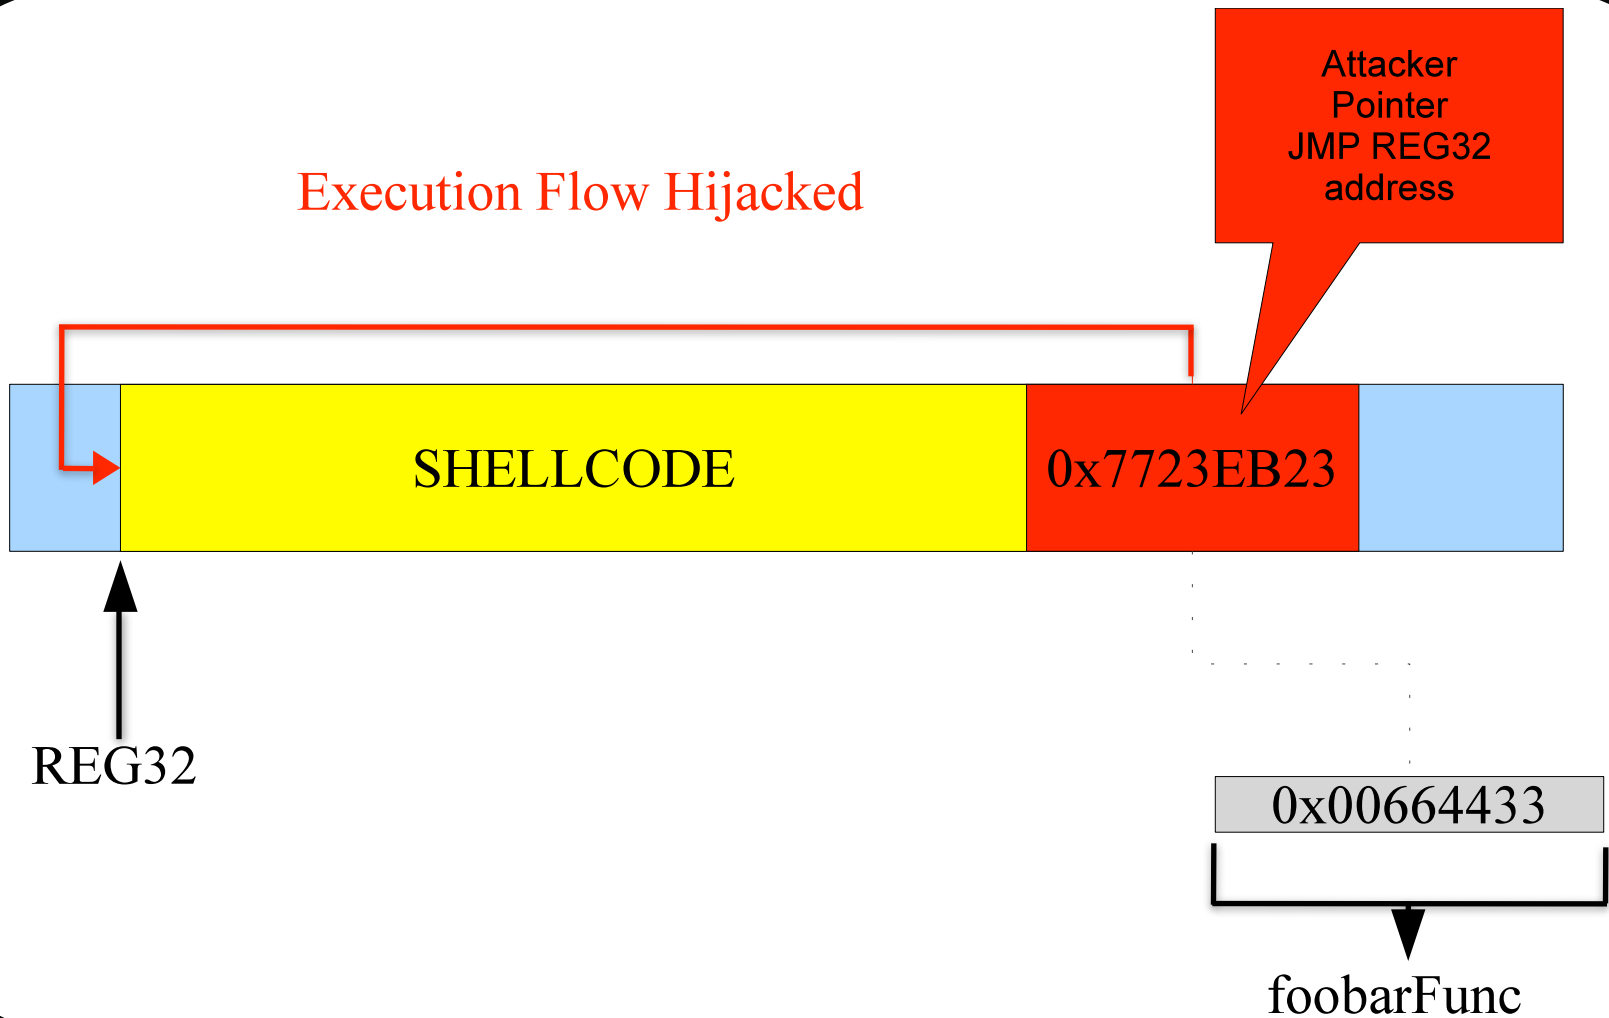 Attacker
Pointer
JMP REG32
address
Execution Flow Hijacked
SHELLCODE
0x7723EB23
REG32
0x00664433
foobarFunc